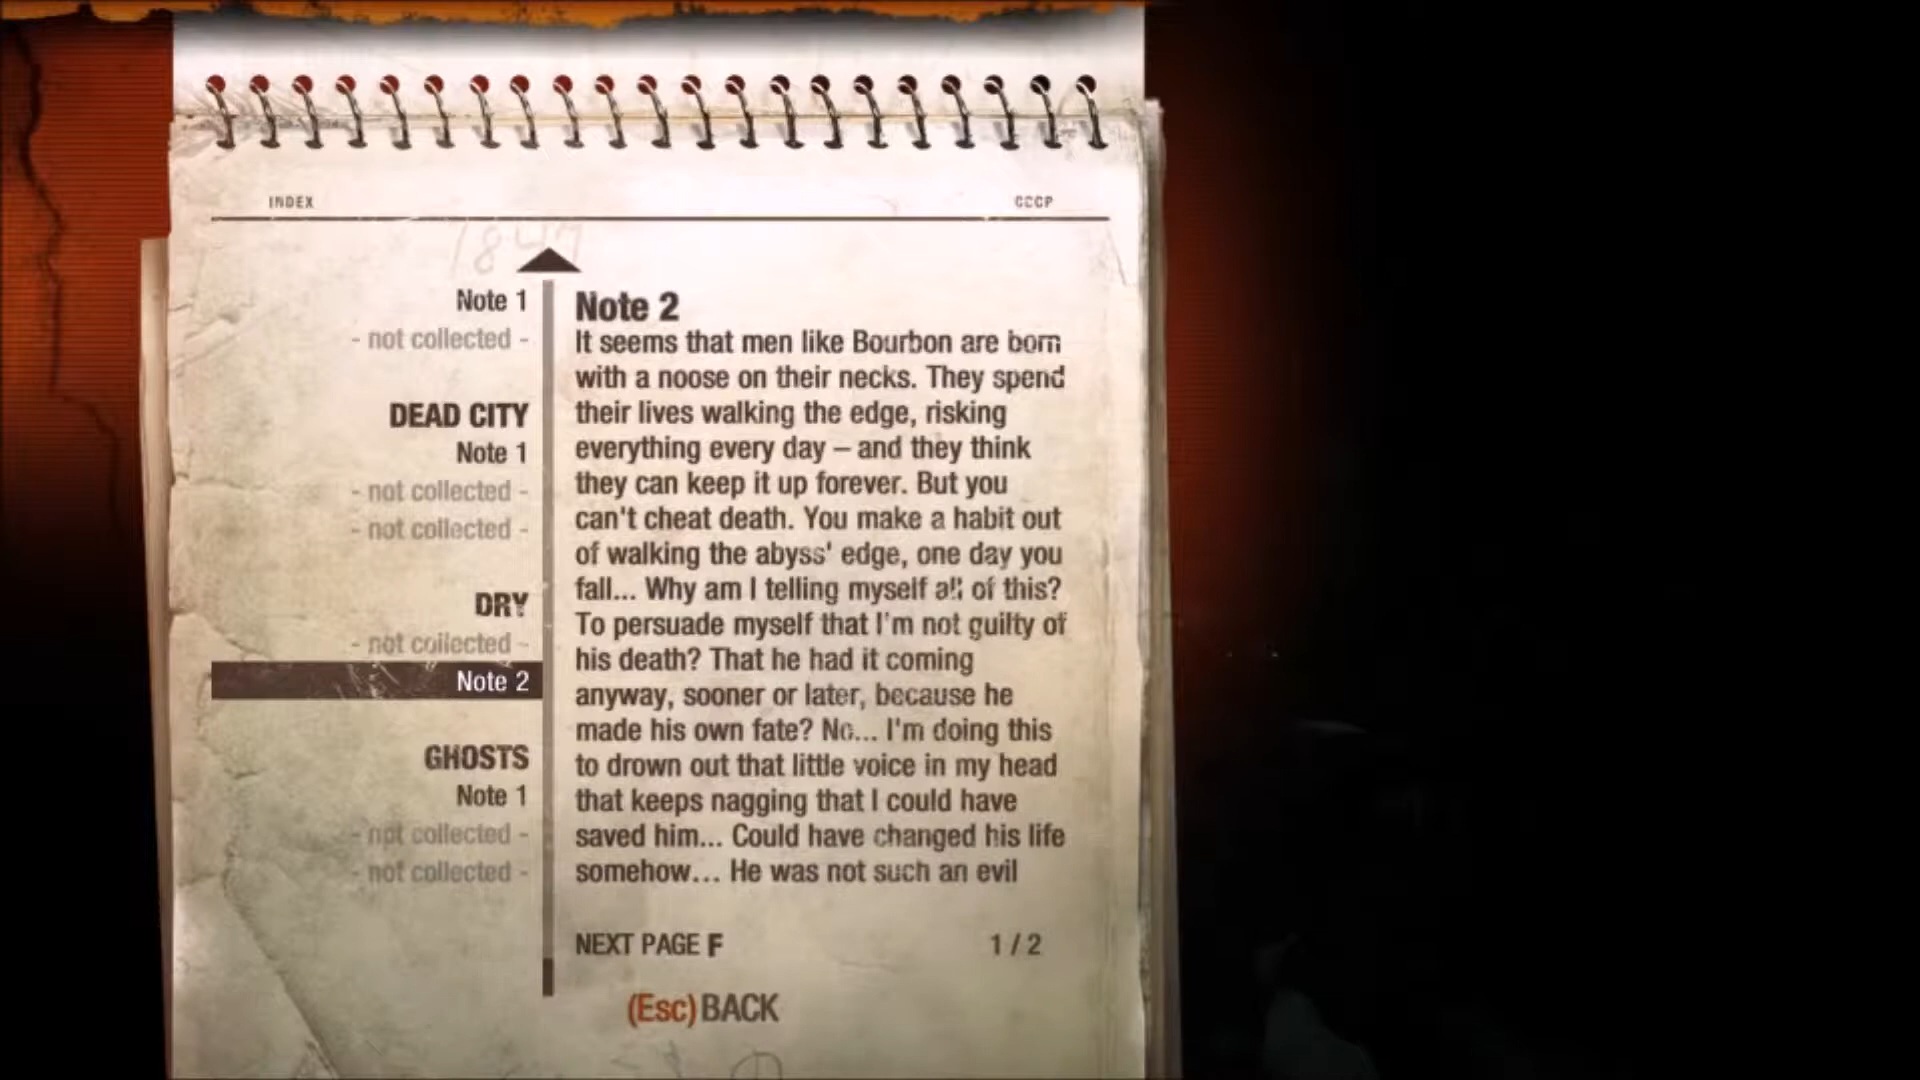 INDEX
CCCP
1847
Note 1
- not collected -
DEAD CITY
Note 1
- not collected -
- not collected -
DRY
- not collected -
Note 2
GHOSTS
Note 1
- not collected -
- not collected -
Note 2
It seems that men like Bourbon are born
with a noose on their necks. They spend
their lives walking the edge, risking
everything every day – and they think
they can keep it up forever. But you
can't cheat death. You make a habit out
of walking the abyss' edge, one day you
fall... Why am I telling myself all of this?
To persuade myself that I'm not guilty of
his death? That he had it coming
anyway, sooner or later, because he
made his own fate? No... I'm doing this
to drown out that little voice in my head
that keeps nagging that I could have
saved him... Could have changed his life
somehow... He was not such an evil
NEXT PAGE F
1 / 2
(Esc) BACK